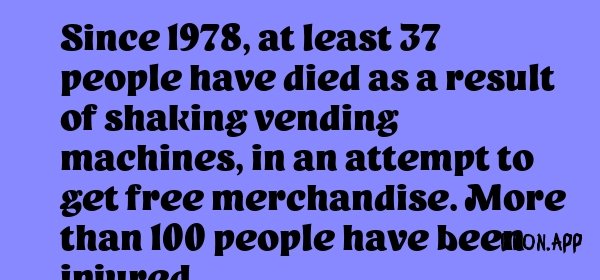 Since 1978, at least 37
people have died as a result
of shaking vending
machines, in an attempt to
get free merchandise. More
than 100 people have been
injured